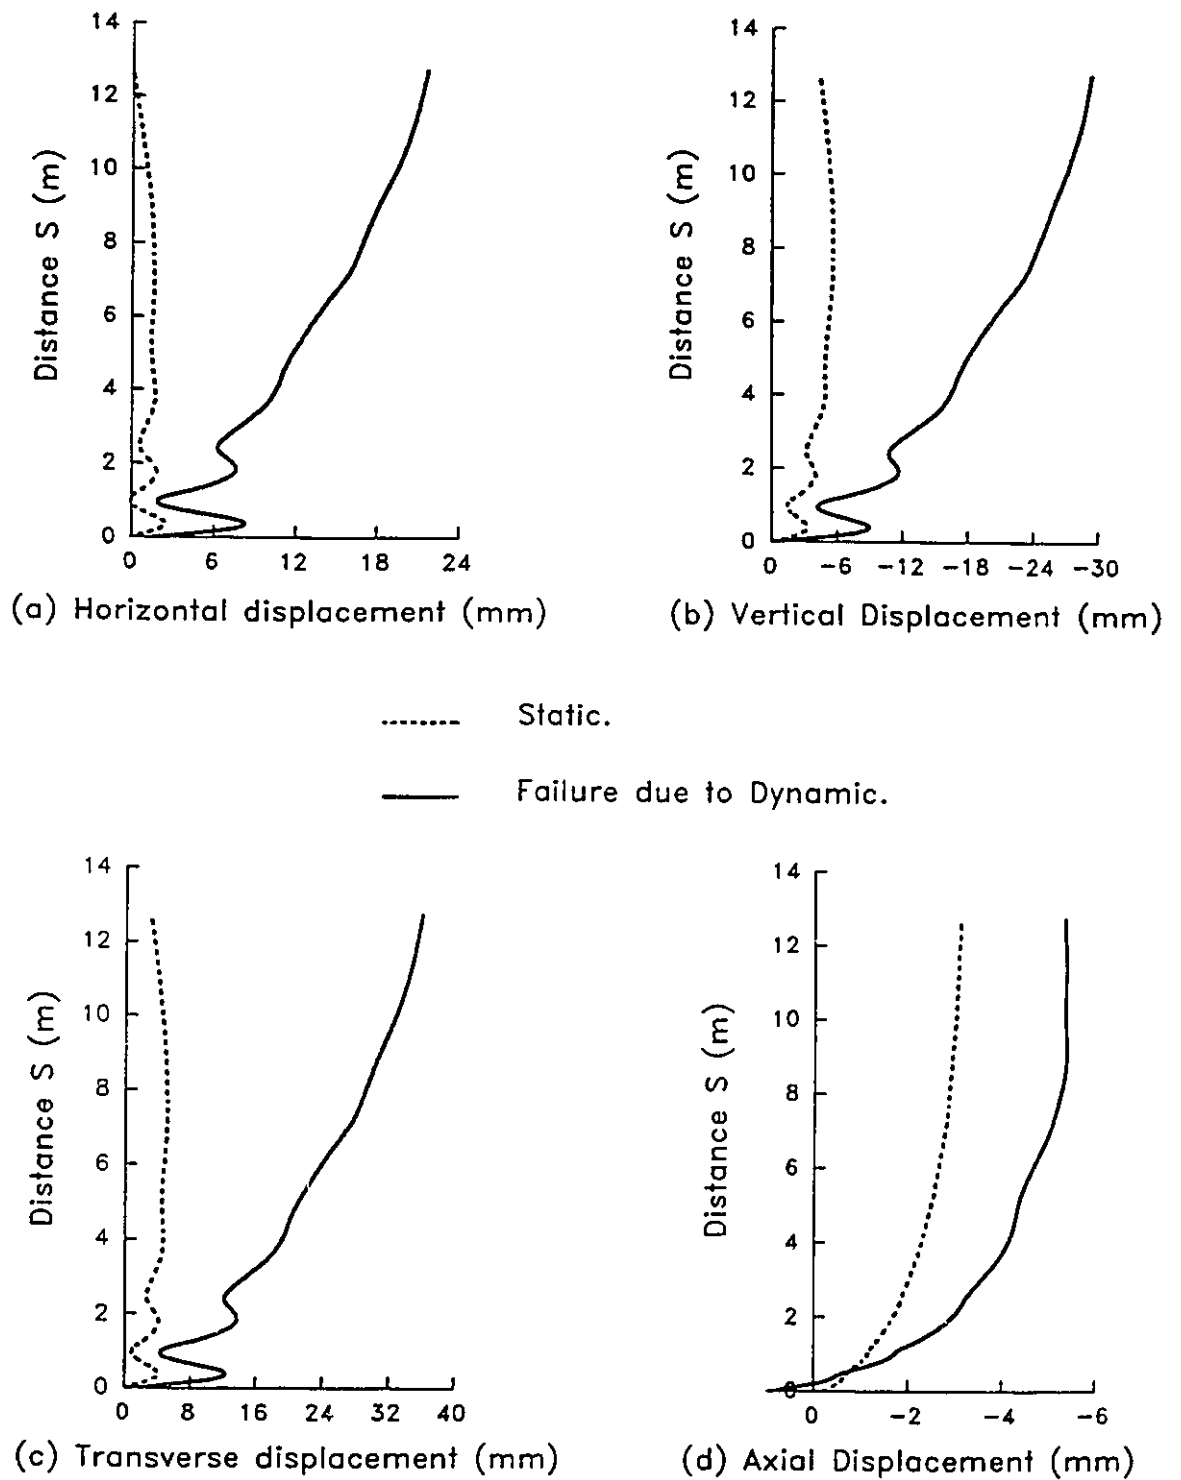 14
12
10
8
6
4
2
0
Distance S (m)
0 6 12 18 24
(a) Horizontal displacement (mm)
14
12
10
8
6
4
2
0
Distance S (m)
0 -6 -12 -18 -24 -30
(b) Vertical Displacement (mm)
Static.
Failure due to Dynamic.
14
12
10
8
6
4
2
0
Distance S (m)
0 8 16 24 32 40
(c) Transverse displacement (mm)
14
12
10
8
6
4
2
0
Distance S (m)
0 -2 -4 -6
(d) Axial Displacement (mm)